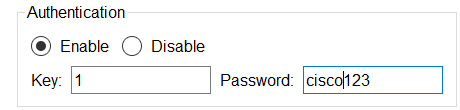 Authentication
Enable Disable
Key: 1 Password: cisco123